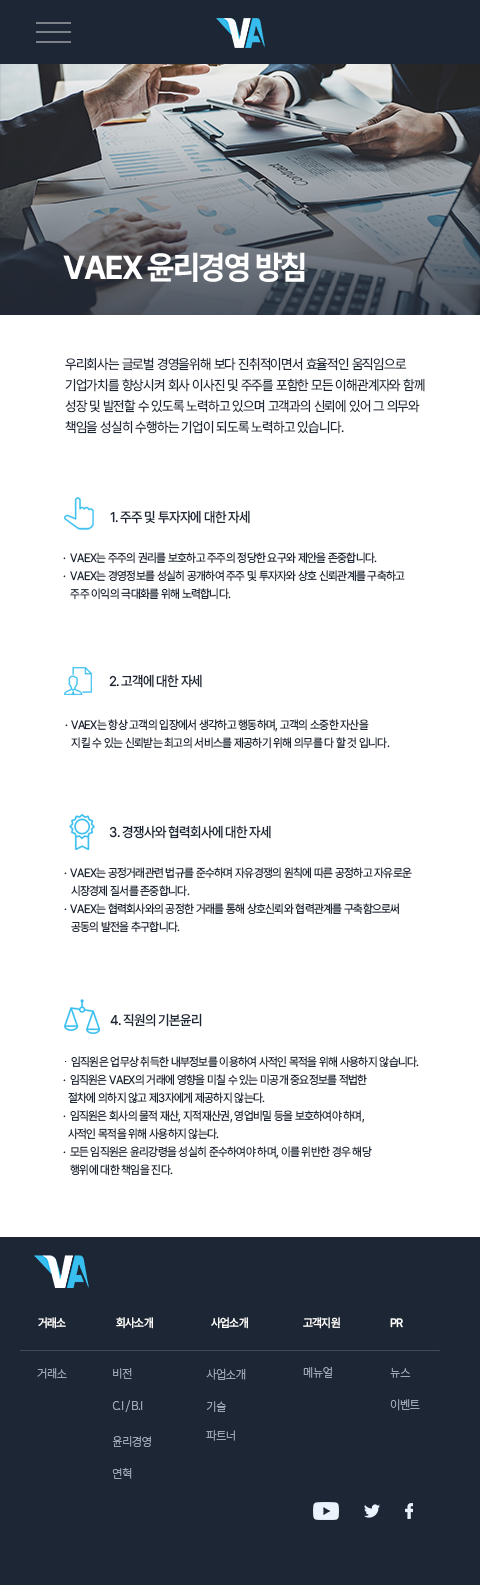 VA
VAEX 윤리경영 방침
우리회사는 글로벌 경영을위해 보다 진취적이면서 효율적인 움직임으로
기업가치를 향상시켜 회사 이사진 및 주주를 포함한 모든 이해관계자와 함께
성장 및 발전할 수 있도록 노력하고 있으며 고객과의 신뢰에 있어 그 의무와
책임을 성실히 수행하는 기업이 되도록 노력하고 있습니다.
1. 주주 및 투자자에 대한 자세
· VAEX는 주주의 권리를 보호하고 주주의 정당한 요구와 제안을 존중합니다.
· VAEX는 경영정보를 성실히 공개하여 주주 및 투자자와 상호 신뢰관계를 구축하고
주주 이익의 극대화를 위해 노력합니다.
2. 고객에 대한 자세
· VAEX는 항상 고객의 입장에서 생각하고 행동하며, 고객의 소중한 자산을
지킬 수 있는 신뢰받는 최고의 서비스를 제공하기 위해 의무를 다 할 것 입니다.
3. 경쟁사와 협력회사에 대한 자세
· VAEX는 공정거래관련 법규를 준수하며 자유경쟁의 원칙에 따른 공정하고 자유로운
시장경제 질서를 존중합니다.
· VAEX는 협력회사와의 공정한 거래를 통해 상호신뢰와 협력관계를 구축함으로써
공동의 발전을 추구합니다.
4. 직원의 기본윤리
· 임직원은 업무상 취득한 내부정보를 이용하여 사적인 목적을 위해 사용하지 않습니다.
· 임직원은 VAEX의 거래에 영향을 미칠 수 있는 미공개 중요정보를 적법한
절차에 의하지 않고 제3자에게 제공하지 않는다.
· 임직원은 회사의 물적 재산, 지적재산권, 영업비밀 등을 보호하여야 하며,
사적인 목적을 위해 사용하지 않는다.
· 모든 임직원은 윤리강령을 성실히 준수하여야 하며, 이를 위반한 경우 해당
행위에 대한 책임을 진다.
VA
거래소 회사소개 사업소개 고객지원 PR
거래소 비전 사업소개 메뉴얼 뉴스
C.I / B.I 기술 이벤트
윤리경영 파트너
연혁